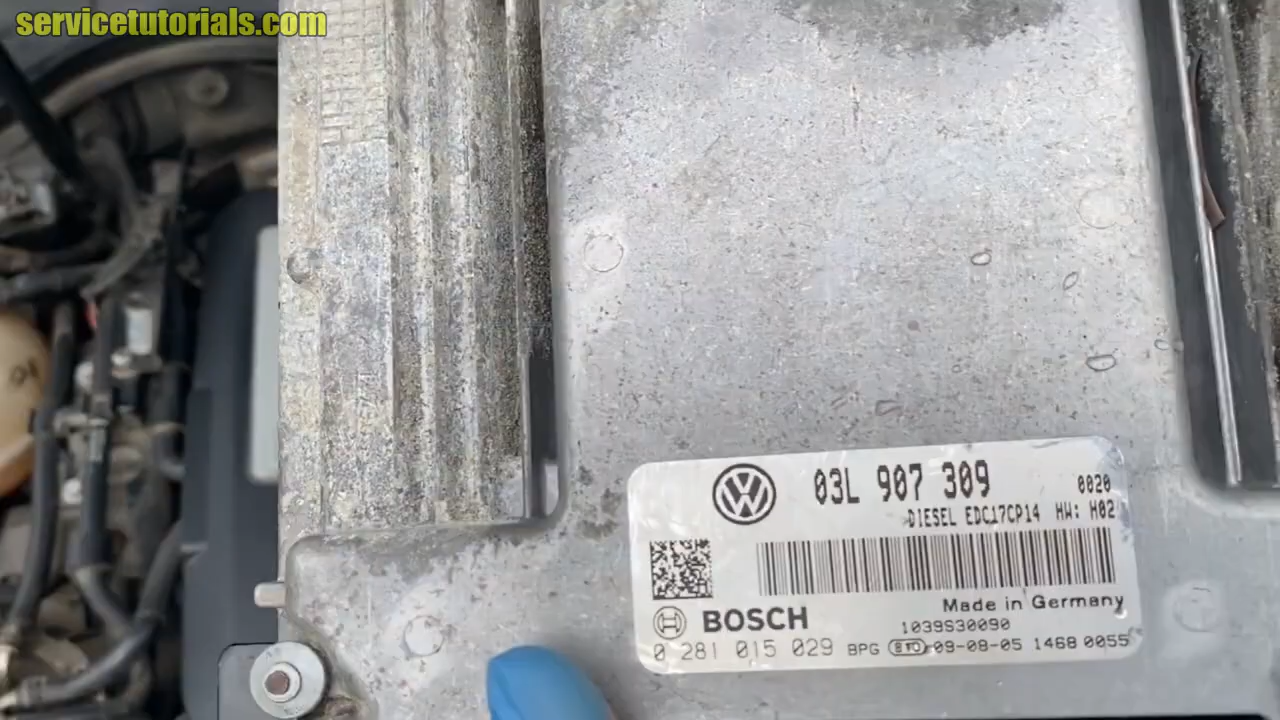 servicetutorials.com
03L 907 309
0020
DIESEL EDC17CP14 HW: H02
BOSCH
Made in Germany
1039S30090
0 281 015 029 BPG 09-08-05 1468 0055